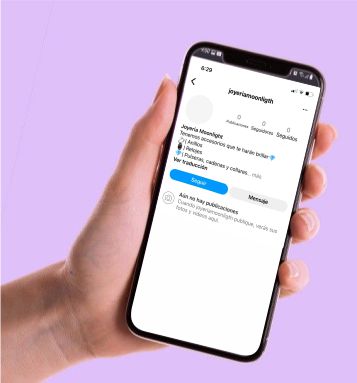 6:29
joyeriamoonligth
0 0 0
Publicaciones Seguidores Seguidos
Joyería Moonlight
Tenemos accesorios que te harán brillar💎
💍| Anillos
⌚| Relojes
💎| Pulseras, cadenas y collares... más
Ver traducción
Seguir Mensaje
Aún no hay publicaciones
Cuando joyeriamoonligth publique, verás sus
fotos y videos aquí.